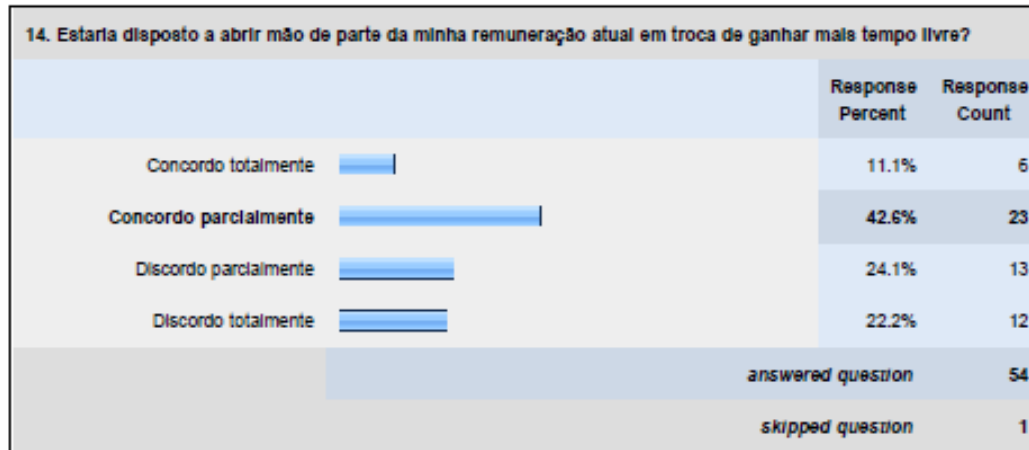 14. Estaria disposto a abrir mão de parte da minha remuneração atual em troca de ganhar mais tempo livre?
Response Percent Response Count
Concordo totalmente 11.1% 6
Concordo parcialmente 42.6% 23
Discordo parcialmente 24.1% 13
Discordo totalmente 22.2% 12
answered question 54
skipped question 1